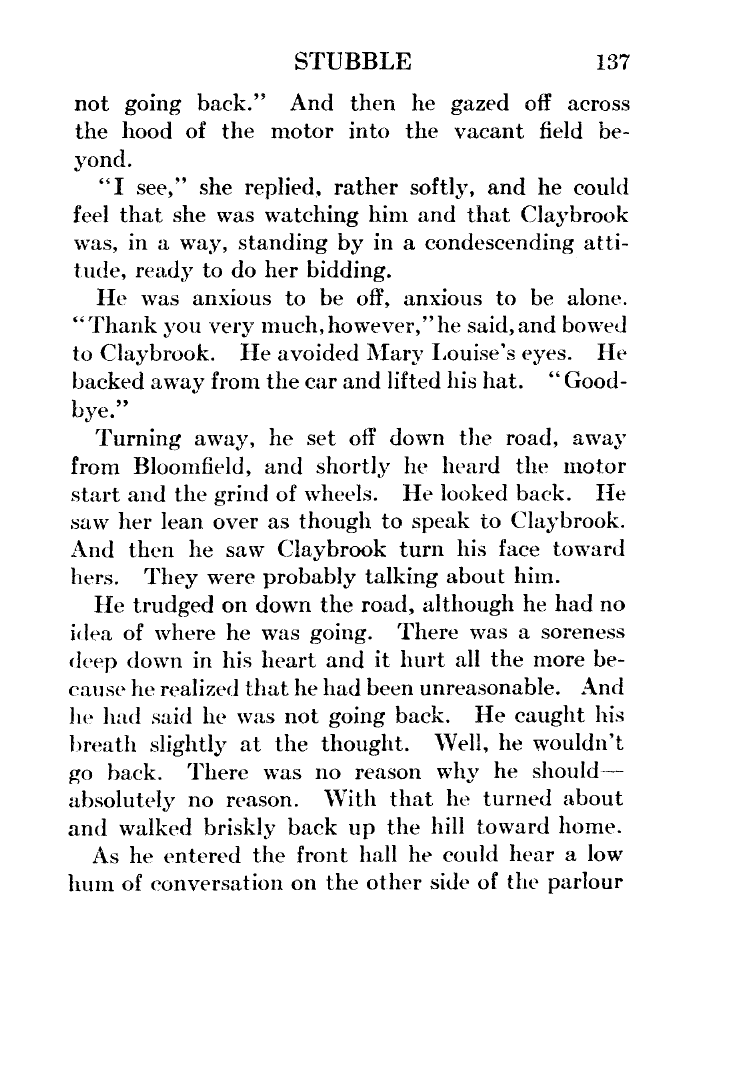 STUBBLE 137
not going back.” And then he gazed off across
the hood of the motor into the vacant field be-
yond.
“I see,” she replied, rather softly, and he could
feel that she was watching him and that Claybrook
was, in a way, standing by in a condescending atti-
tude, ready to do her bidding.
He was anxious to be off, anxious to be alone.
“Thank you very much, however,” he said, and bowed
to Claybrook. He avoided Mary Louise’s eyes. He
backed away from the car and lifted his hat. “Good-
bye.”
Turning away, he set off down the road, away
from Bloomfield, and shortly he heard the motor
start and the grind of wheels. He looked back. He
saw her lean over as though to speak to Claybrook.
And then he saw Claybrook turn his face toward
hers. They were probably talking about him.
He trudged on down the road, although he had no
idea of where he was going. There was a soreness
deep down in his heart and it hurt all the more be-
cause he realized that he had been unreasonable. And
he had said he was not going back. He caught his
breath slightly at the thought. Well, he wouldn’t
go back. There was no reason why he should—
absolutely no reason. With that he turned about
and walked briskly back up the hill toward home.
As he entered the front hall he could hear a low
hum of conversation on the other side of the parlour